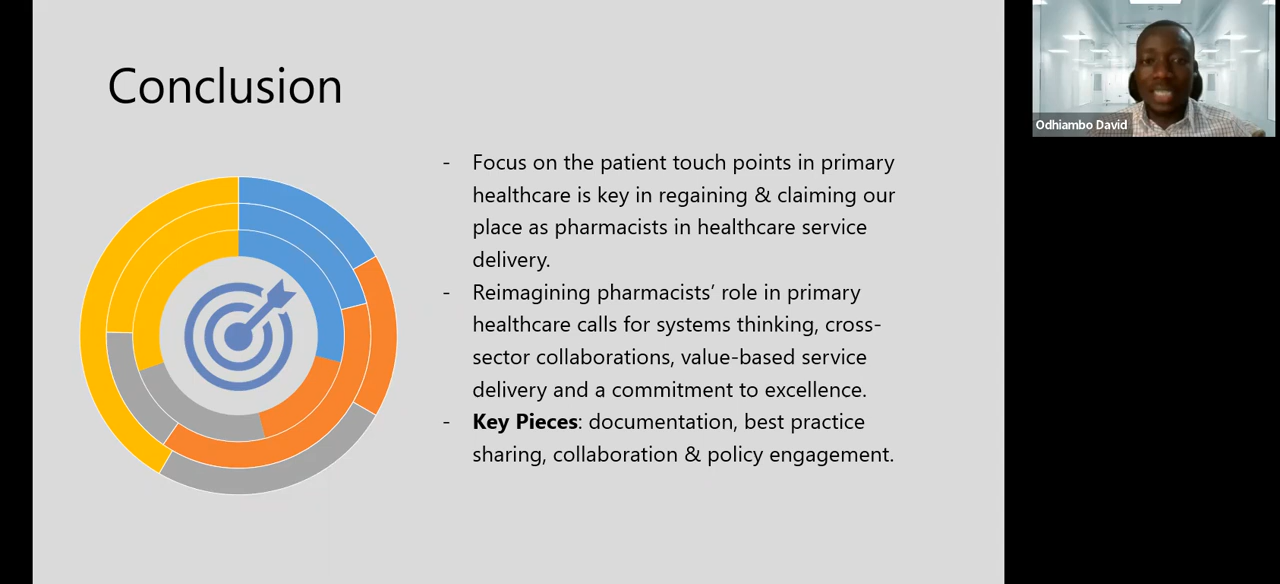 Conclusion
- Focus on the patient touch points in primary
healthcare is key in regaining & claiming our
place as pharmacists in healthcare service
delivery.
- Reimagining pharmacists’ role in primary
healthcare calls for systems thinking, cross-
sector collaborations, value-based service
delivery and a commitment to excellence.
- Key Pieces: documentation, best practice
sharing, collaboration & policy engagement.
Odhiambo David